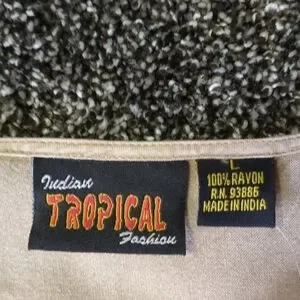 Indian
TROPICAL
Fashion
L
100% RAYON
R.N. 93886
MADE IN INDIA